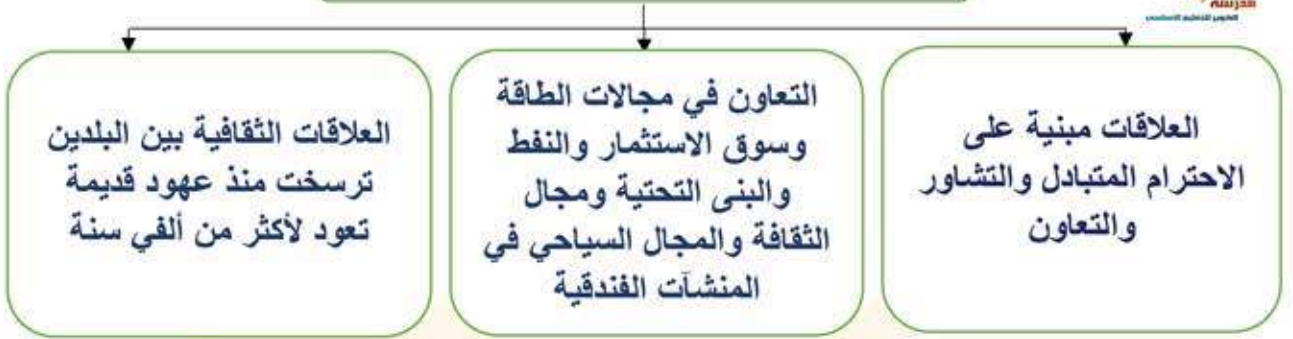 المدرسة
العلاقات مبنية على
الاحترام المتبادل والتشاور
والتعاون
التعاون في مجالات الطاقة
وسوق الاستثمار والنفط
والبنى التحتية ومجال
الثقافة والمجال السياحي في
المنشآت الفندقية
العلاقات الثقافية بين البلدين
ترسخت منذ عهود قديمة
تعود لأكثر من ألفي سنة